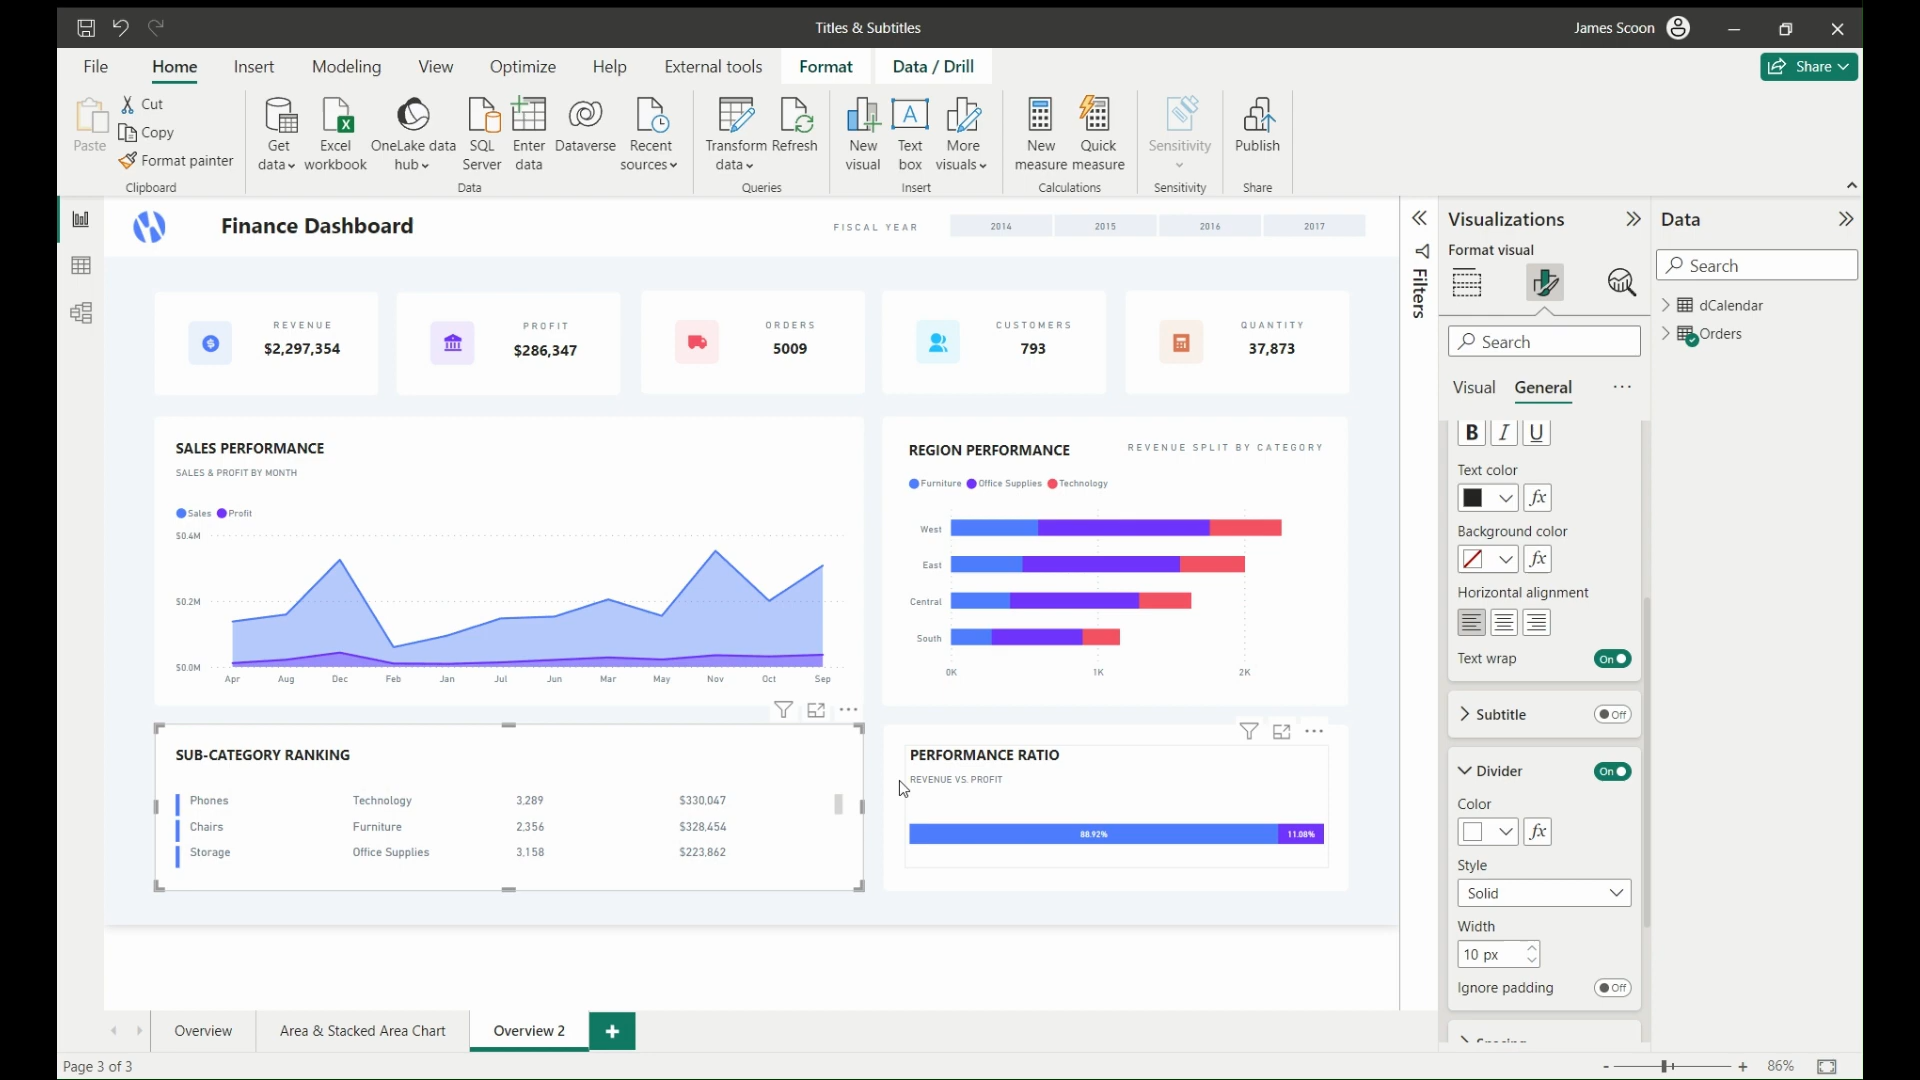 Titles & Subtitles
James Scoon
File Home Insert Modeling View Optimize Help External tools Format Data / Drill
Share
Paste
Cut
Copy
Format painter
Clipboard
Get data
Excel workbook
OneLake data hub
SQL Server
Enter data
Dataverse
Recent sources
Data
Transform data
Refresh
Queries
New visual
Text box
More visuals
Insert
New measure
Quick measure
Calculations
Sensitivity
Sensitivity
Publish
Share
Finance Dashboard
FISCAL YEAR
2014 2015 2016 2017
REVENUE
$2,297,354
PROFIT
$286,347
ORDERS
5009
CUSTOMERS
793
QUANTITY
37,873
SALES PERFORMANCE
SALES & PROFIT BY MONTH
Sales Profit
$0.4M
$0.2M
$0.0M
Apr Aug Dec Feb Jan Jul Jun Mar May Nov Oct Sep
REGION PERFORMANCE
REVENUE SPLIT BY CATEGORY
Furniture Office Supplies Technology
West
East
Central
South
0K 1K 2K
SUB-CATEGORY RANKING
Phones Technology 3,289 $330,047
Chairs Furniture 2,356 $328,454
Storage Office Supplies 3,158 $223,862
PERFORMANCE RATIO
REVENUE VS. PROFIT
88.92% 11.08%
Filters
Visualizations
Format visual
Search
Visual General
B I U
Text color
fx
Background color
fx
Horizontal alignment
Text wrap On
Subtitle Off
Divider On
Color
fx
Style
Solid
Width
10 px
Ignore padding Off
Data
Search
dCalendar
Orders
Overview Area & Stacked Area Chart Overview 2
Page 3 of 3
86%